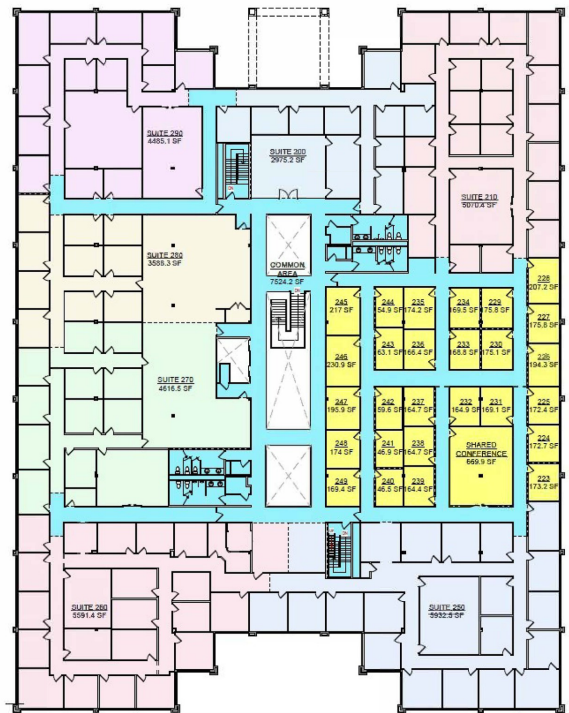 SUITE 290
4485.1 SF
SUITE 200
2975.2 SF
SUITE 210
5070.4 SF
SUITE 280
3588.3 SF
COMMON
AREA
7524.2 SF
228
207.2 SF
245
217 SF
244
54.9 SF
235
174.2 SF
234
169.5 SF
229
175.8 SF
227
175.8 SF
246
230.9 SF
243
63.1 SF
236
166.4 SF
233
168.8 SF
230
175.1 SF
226
194.3 SF
SUITE 270
4616.5 SF
247
195.9 SF
242
59.6 SF
237
164.7 SF
232
164.9 SF
231
169.1 SF
225
172.4 SF
248
174 SF
241
46.9 SF
238
164.7 SF
SHARED
CONFERENCE
669.9 SF
224
172.7 SF
249
169.4 SF
240
46.5 SF
239
164.4 SF
223
173.2 SF
SUITE 260
5591.4 SF
SUITE 250
5932.5 SF